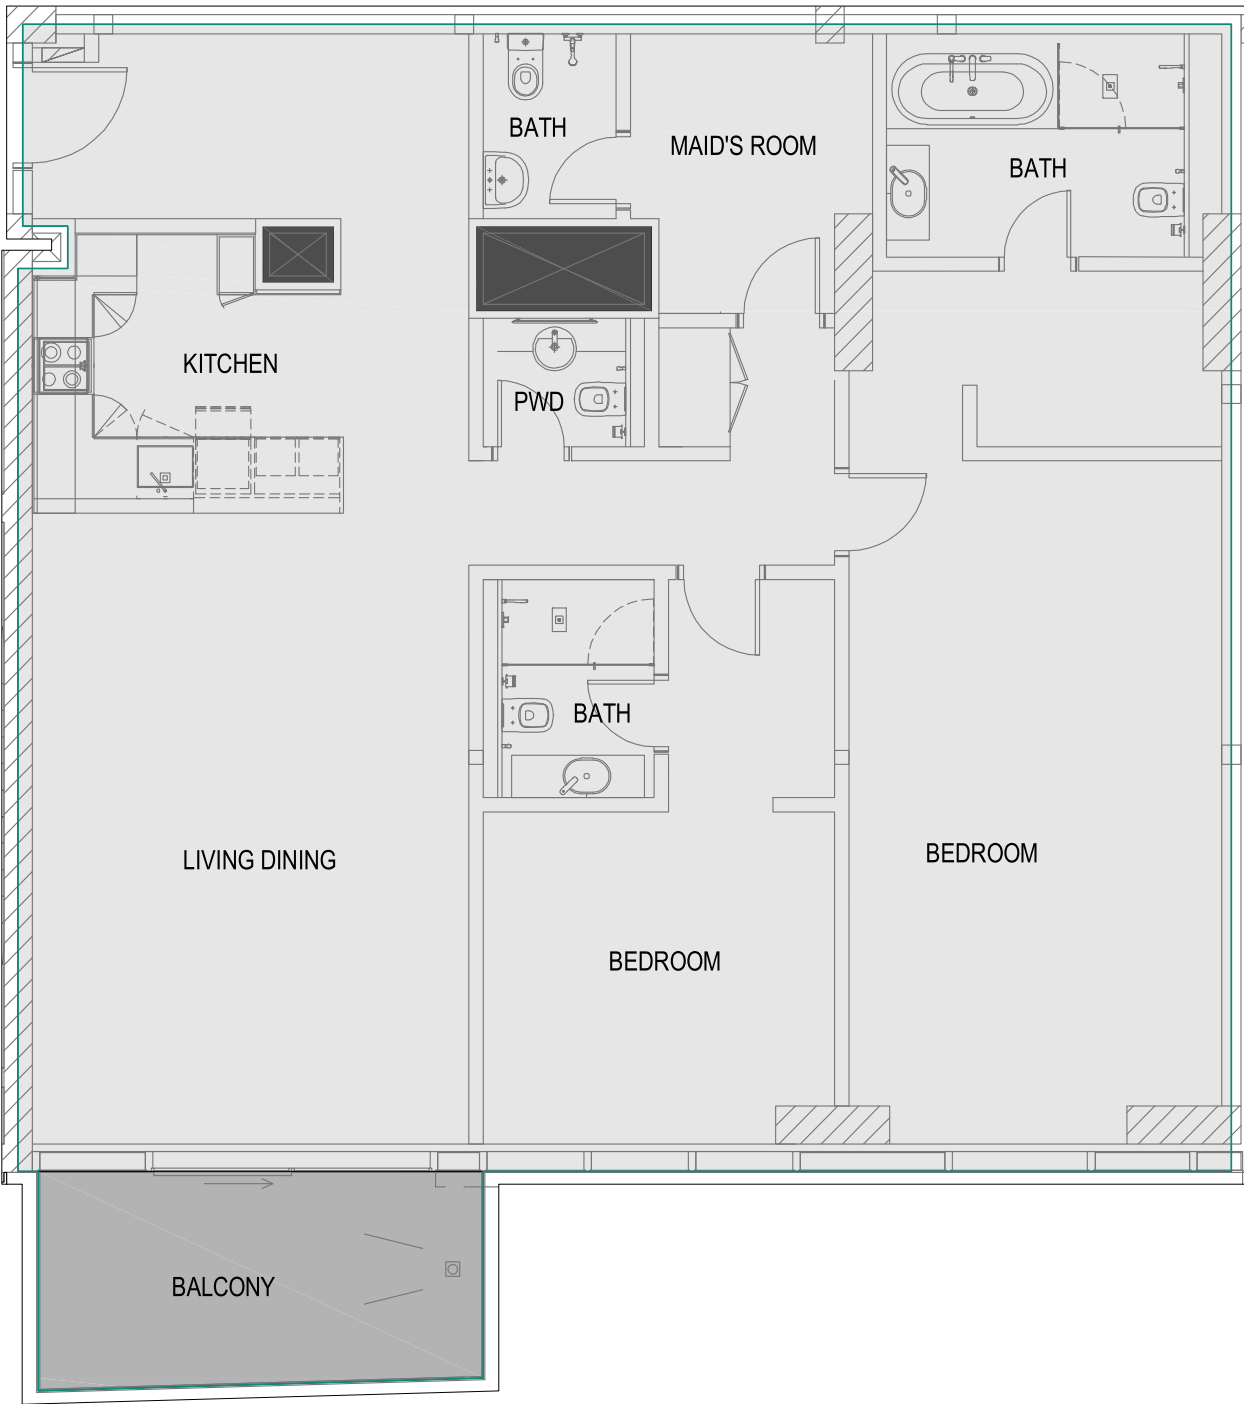 BATH
MAID'S ROOM
BATH
KITCHEN
PWD
BATH
LIVING DINING
BEDROOM
BEDROOM
BALCONY